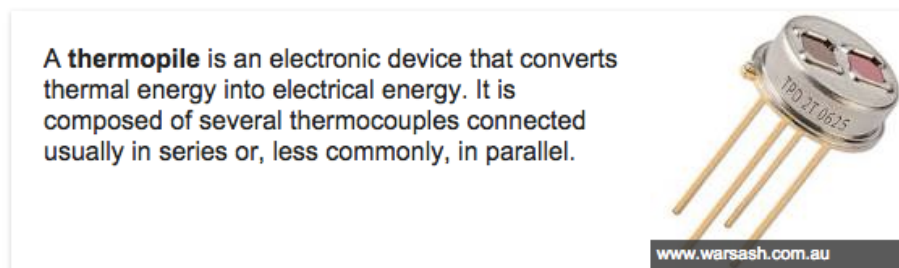 A thermopile is an electronic device that converts
thermal energy into electrical energy. It is
composed of several thermocouples connected
usually in series or, less commonly, in parallel.
TPD 2T 0625
www.warsash.com.au